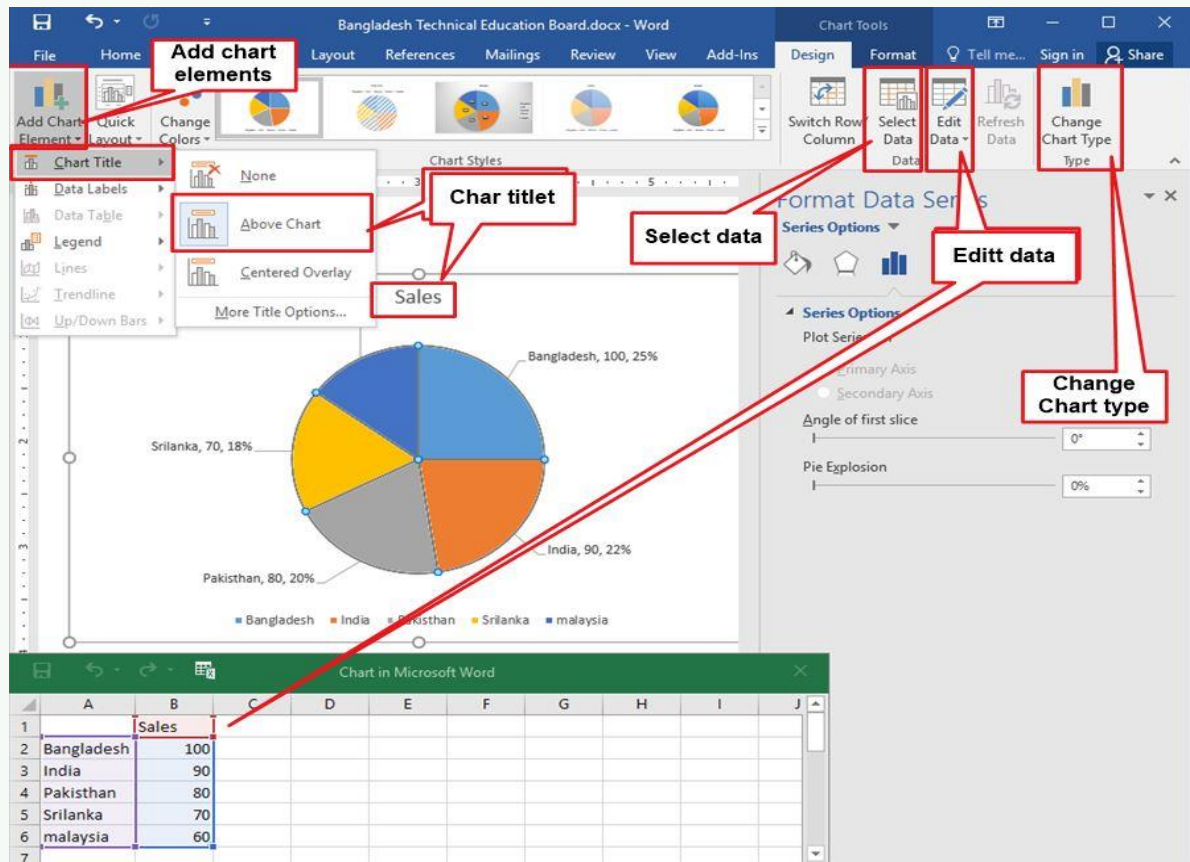 Bangladesh Technical Education Board.docx - Word
Chart Tools
File Home Layout References Mailings Review View Add-Ins Design Format Tell me... Sign in Share
Add chart
elements
Add Chart
Element
Quick
Layout
Change
Colors
Chart Styles
Switch Row/
Column
Select
Data
Edit
Data
Refresh
Data
Data
Change
Chart Type
Type
Chart Title
Data Labels
Data Table
Legend
Lines
Trendline
Up/Down Bars
None
Above Chart
Centered Overlay
More Title Options...
Char titlet
Select data
Editt data
Change
Chart type
Format Data Series
Series Options
Series Options
Plot Series
Primary Axis
Secondary Axis
Angle of first slice
0°
Pie Explosion
0%
3 5
2
3
Sales
Bangladesh, 100, 25%
Srilanka, 70, 18%
India, 90, 22%
Pakisthan, 80, 20%
Bangladesh India Pakisthan Srilanka malaysia
Chart in Microsoft Word
A B C D E F G H I J
1 Sales
2 Bangladesh 100
3 India 90
4 Pakisthan 80
5 Srilanka 70
6 malaysia 60
7